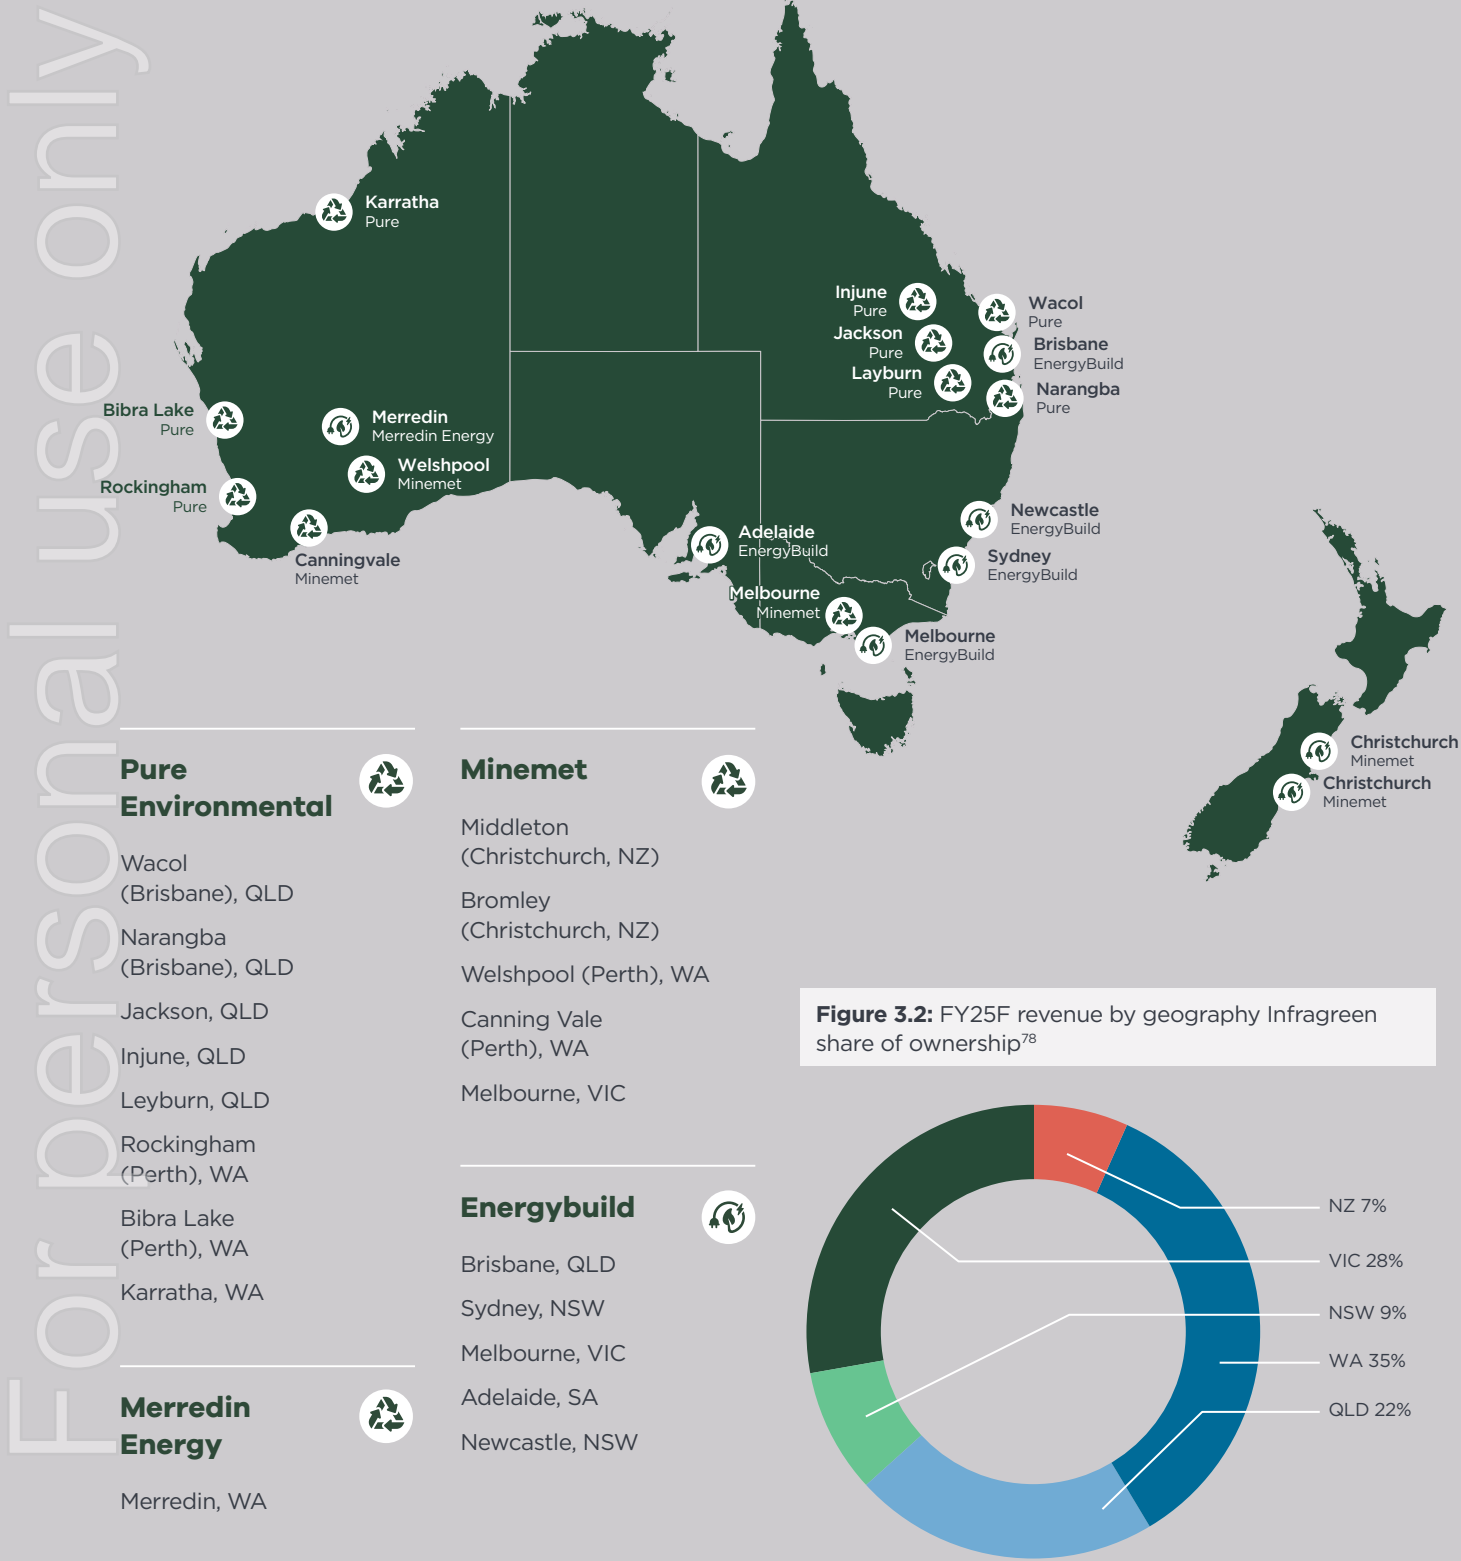 For personal use only
Karratha
Pure
Injune
Pure
Jackson
Pure
Layburn
Pure
Wacol
Pure
Brisbane
EnergyBuild
Narangba
Pure
Bibra Lake
Pure
Merredin
Merredin Energy
Welshpool
Minemet
Rockingham
Pure
Canningvale
Minemet
Adelaide
EnergyBuild
Newcastle
EnergyBuild
Sydney
EnergyBuild
Melbourne
Minemet
Melbourne
EnergyBuild
Christchurch
Minemet
Christchurch
Minemet
Pure
Environmental
Wacol
(Brisbane), QLD
Narangba
(Brisbane), QLD
Jackson, QLD
Injune, QLD
Leyburn, QLD
Rockingham
(Perth), WA
Bibra Lake
(Perth), WA
Karratha, WA
Merredin
Energy
Merredin, WA
Minemet
Middleton
(Christchurch, NZ)
Bromley
(Christchurch, NZ)
Welshpool (Perth), WA
Canning Vale
(Perth), WA
Melbourne, VIC
Energybuild
Brisbane, QLD
Sydney, NSW
Melbourne, VIC
Adelaide, SA
Newcastle, NSW
Figure 3.2: FY25F revenue by geography Infragreen
share of ownership78
NZ 7%
VIC 28%
NSW 9%
WA 35%
QLD 22%